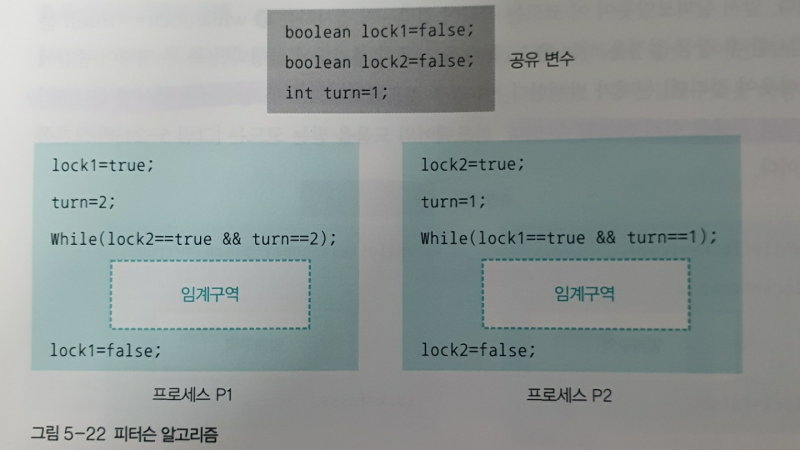 boolean lock1=false;
boolean lock2=false;
int turn=1;
공유 변수
lock1=true;
turn=2;
While(lock2==true && turn==2);
임계구역
lock1=false;
프로세스 P1
lock2=true;
turn=1;
While(lock1==true && turn==1);
임계구역
lock2=false;
프로세스 P2
그림 5-22 피터슨 알고리즘